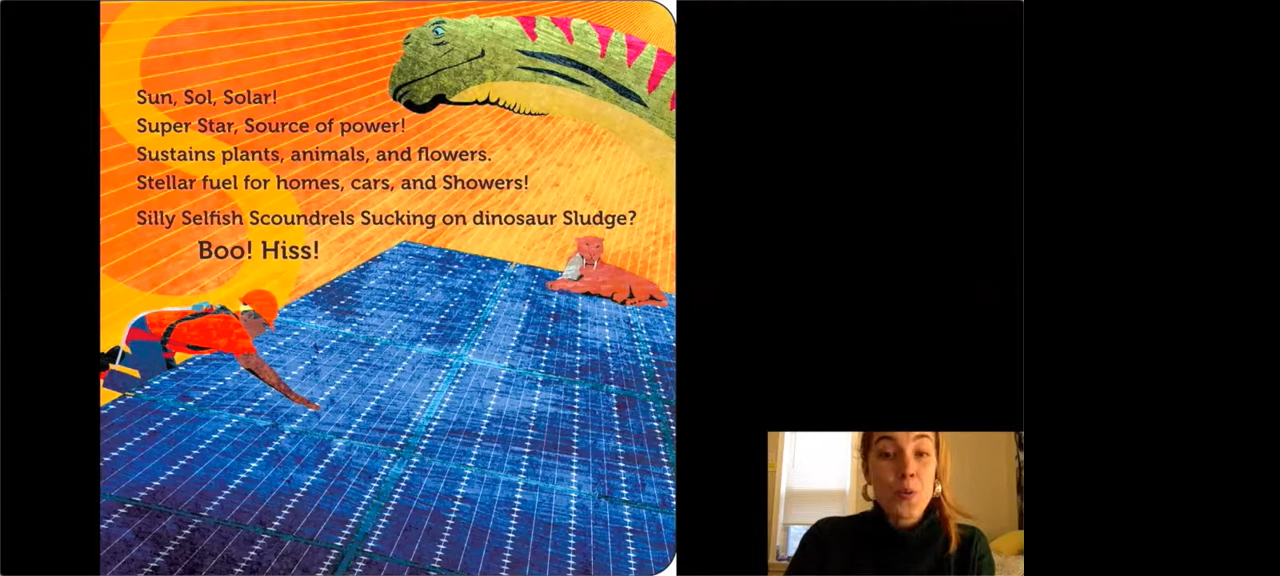 Sun, Sol, Solar!
Super Star, Source of power!
Sustains plants, animals, and flowers.
Stellar fuel for homes, cars, and Showers!
Silly Selfish Scoundrels Sucking on dinosaur Sludge?
Boo! Hiss!